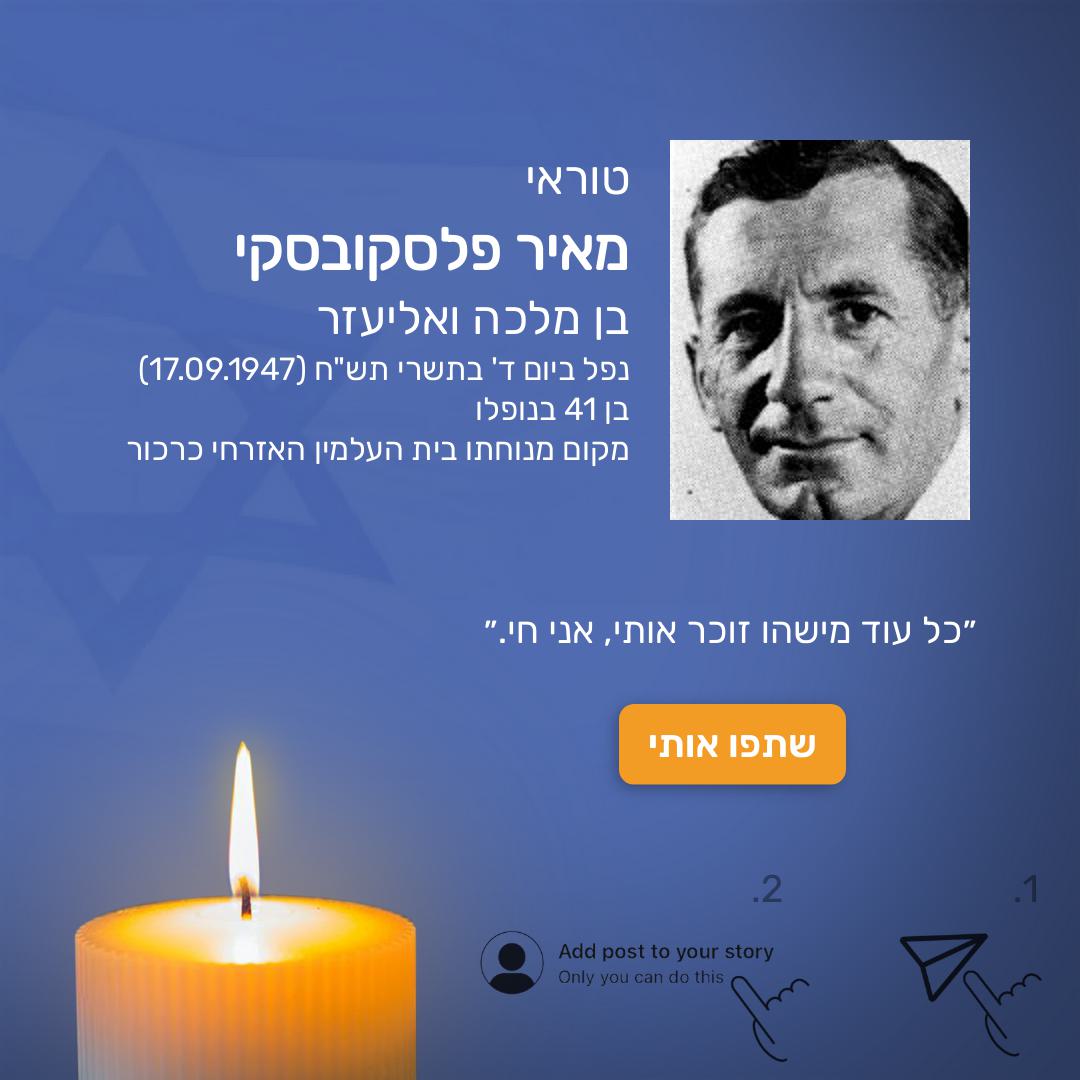 טוראי
מאיר פלסקובסקי
בן מלכה ואליעזר
נפל ביום ד' בתשרי תש"ח (17.09.1947)
בן 41 בנופלו
מקום מנוחתו בית העלמין האזרחי כרכור
״כל עוד מישהו זוכר אותי, אני חי.״
שתפו אותי
.1
.2
Add post to your story
Only you can do this